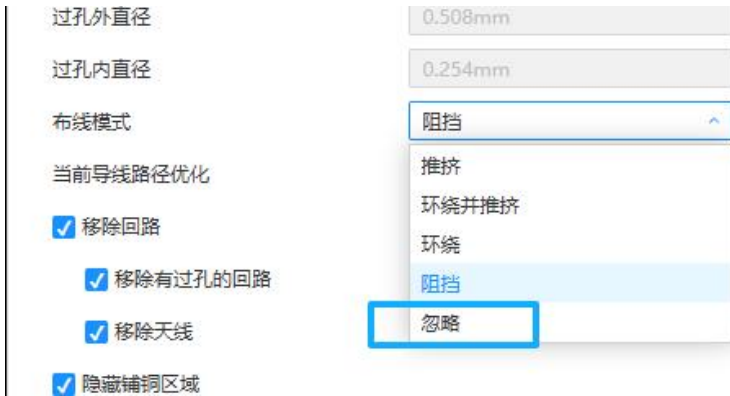 过孔外直径 0.508mm
过孔内直径 0.254mm
布线模式 阻挡
推挤
当前导线路径优化
环绕并推挤
移除回路
环绕
移除有过孔的回路
阻挡
移除天线
忽略
隐藏铺铜区域